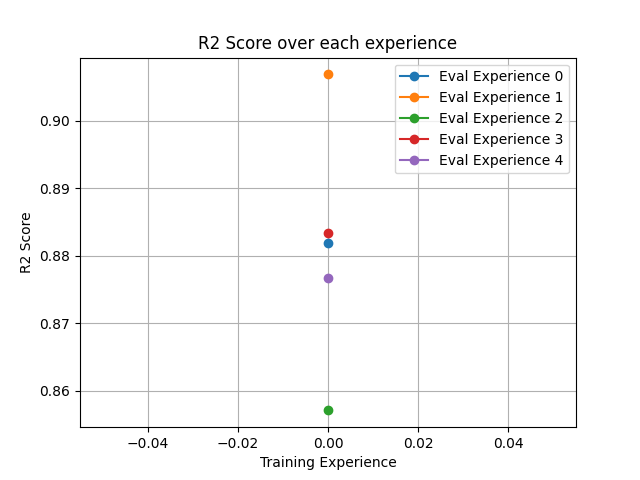 R2 Score over each experience
Eval Experience 0
Eval Experience 1
Eval Experience 2
Eval Experience 3
Eval Experience 4
R2 Score
0.90
0.89
0.88
0.87
0.86
−0.04
−0.02
0.00
0.02
0.04
Training Experience